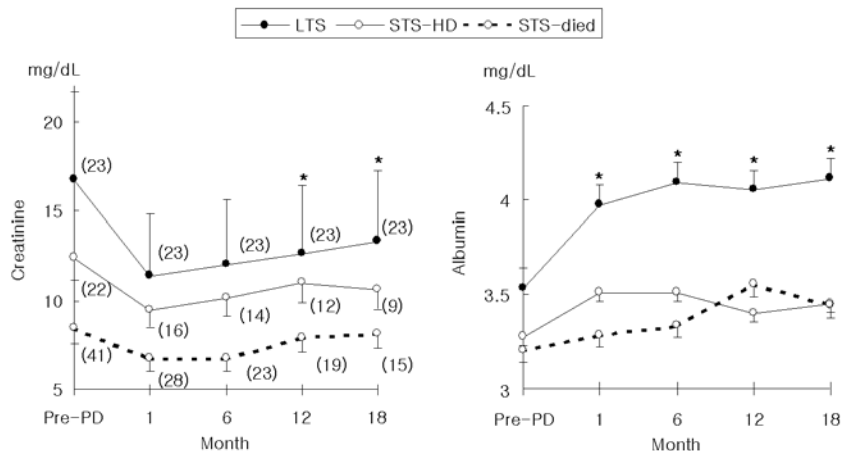 LTS STS-HD STS-died
mg/dL
20
15
10
5
Creatinine
(23)
(23)
(23)
*
(23)
*
(23)
(22)
(16)
(14)
(12)
(9)
(41)
(28)
(23)
(19)
(15)
Pre-PD 1 6 12 18
Month
mg/dL
4.5
4
3.5
3
Albumin
* * * *
Pre-PD 1 6 12 18
Month